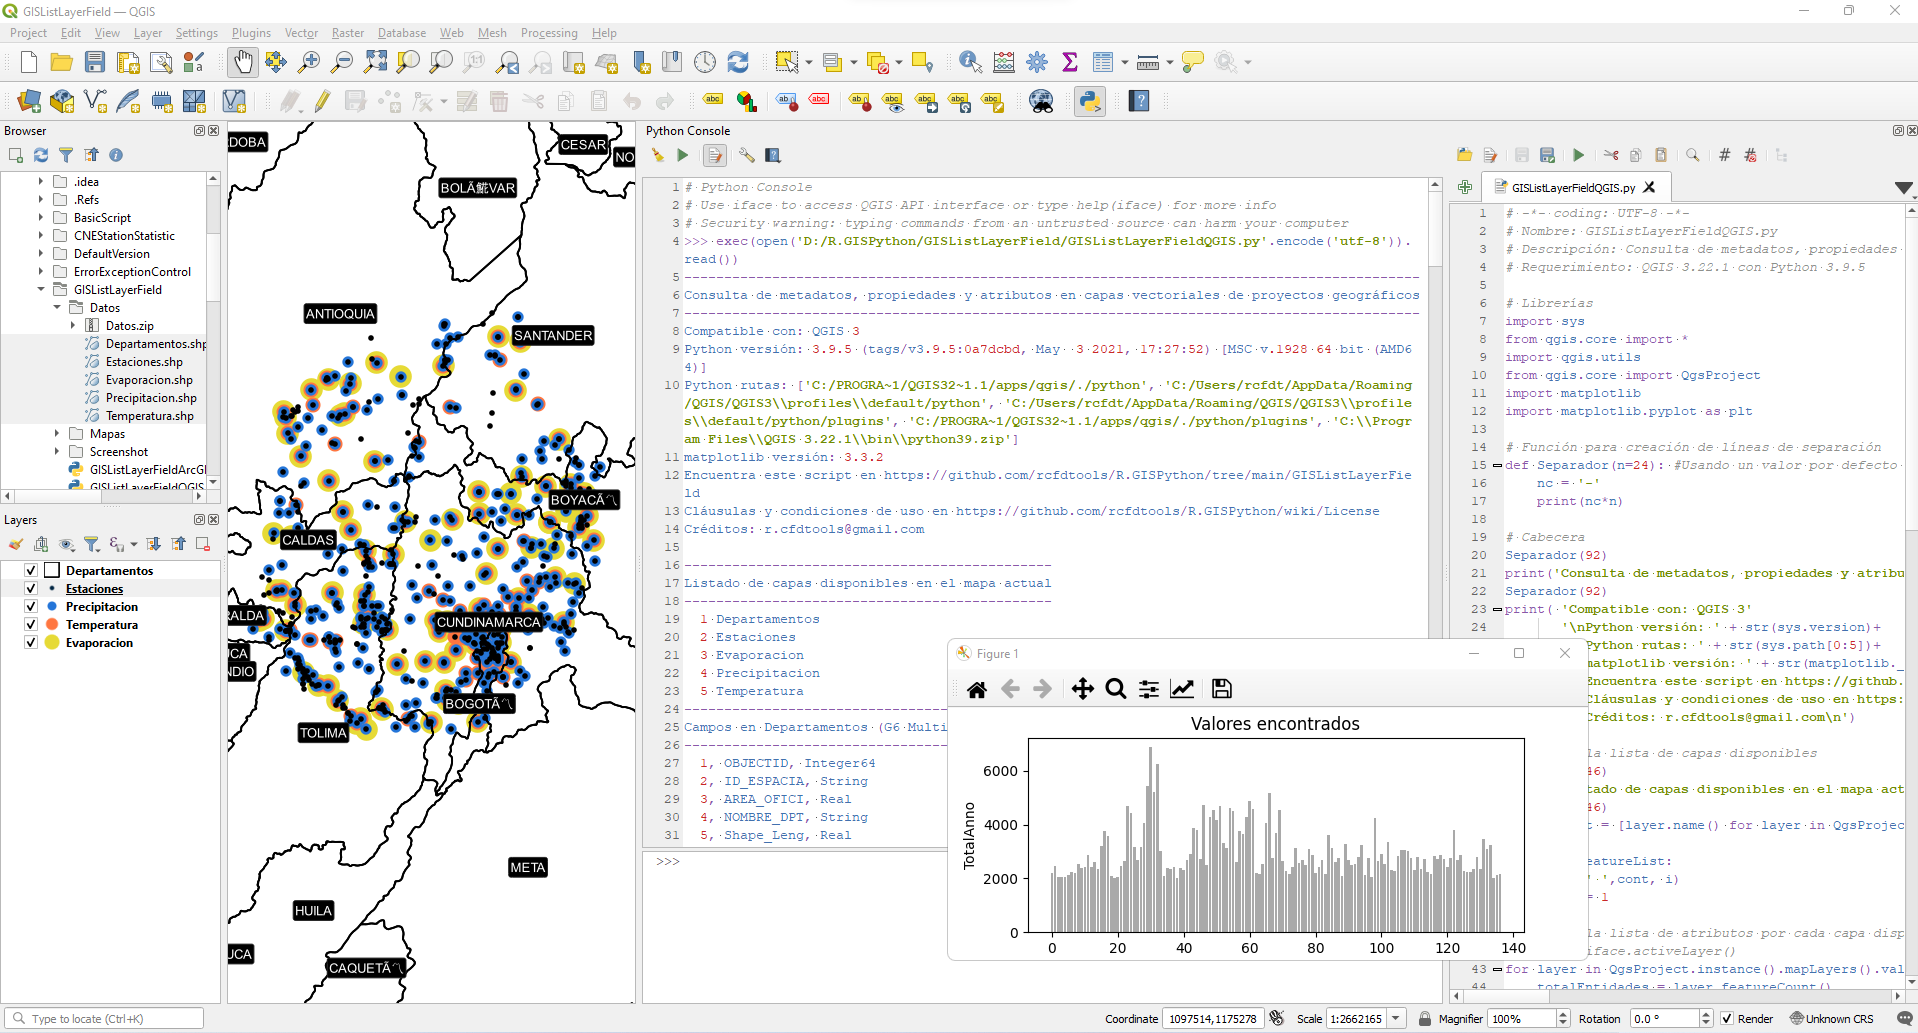 GISListLayerField — QGIS
Project Edit View Layer Settings Plugins Vector Raster Database Web Mesh Processing Help
Browser
.idea
.Refs
BasicScript
CNEStationStatistic
DefaultVersion
ErrorExceptionControl
GISListLayerField
Datos
Datos.zip
Departamentos.shp
Estaciones.shp
Evaporacion.shp
Precipitacion.shp
Temperatura.shp
Mapas
Screenshot
GISListLayerFieldArcGI
GISListLayerFieldQGIS
Layers
Departamentos
Estaciones
Precipitacion
Temperatura
Evaporacion
DOBA
CESAR
NO
ANTIOQUIA
SANTANDER
CALDAS
RALDA
CUNDINAMARCA
UCA
NDIO
TOLIMA
META
HUILA
UCA
Python Console
1 # Python Console
2 # Use iface to access QGIS API interface or type help(iface) for more info
3 # Security warning: typing commands from an untrusted source can harm your computer
4 >>> exec(open('D:/R.GISPython/GISListLayerField/GISListLayerFieldQGIS.py'.encode('utf-8')).
read())
5 --------------------------------------------------------------------------------------------
6 Consulta de metadatos, propiedades y atributos en capas vectoriales de proyectos geográficos
7 --------------------------------------------------------------------------------------------
8 Compatible con: QGIS 3
9 Python versión: 3.9.5 (tags/v3.9.5:0a7dcbd, May  3 2021, 17:27:52) [MSC v.1928 64 bit (AMD6
4)]
10 Python rutas: ['C:/PROGRA~1/QGIS32~1.1/apps/qgis/./python', 'C:/Users/rcfdt/AppData/Roaming
/QGIS/QGIS3\\profiles\\default/python', 'C:/Users/rcfdt/AppData/Roaming/QGIS/QGIS3\\profile
s\\default/python/plugins', 'C:/PROGRA~1/QGIS32~1.1/apps/qgis/./python/plugins', 'C:\\Progr
am Files\\QGIS 3.22.1\\bin\\python39.zip']
11 matplotlib versión: 3.3.2
12 Encuentra este script en https://github.com/rcfdtools/R.GISPython/tree/main/GISListLayerFie
ld
13 Cláusulas y condiciones de uso en https://github.com/rcfdtools/R.GISPython/wiki/License
14 Créditos: r.cfdtools@gmail.com
15
16 ----------------------------------------------
17 Listado de capas disponibles en el mapa actual
18 ----------------------------------------------
19 1 Departamentos
20 2 Estaciones
21 3 Evaporacion
22 4 Precipitacion
23 5 Temperatura
24 ---------------------------------
25 Campos en Departamentos (G6 Multi
26 ---------------------------------
27 1, OBJECTID, Integer64
28 2, ID_ESPACIA, String
29 3, AREA_OFICI, Real
30 4, NOMBRE_DPT, String
31 5, Shape_Leng, Real
>>>
GISListLayerFieldQGIS.py
1 # -*- coding: UTF-8 -*-
2 # Nombre: GISListLayerFieldQGIS.py
3 # Descripción: Consulta de metadatos, propiedades
4 # Requerimiento: QGIS 3.22.1 con Python 3.9.5
5
6 # Librerías
7 import sys
8 from qgis.core import *
9 import qgis.utils
10 from qgis.core import QgsProject
11 import matplotlib
12 import matplotlib.pyplot as plt
13
14 # Función para creación de líneas de separación
15 def Separador(n=24): #Usando un valor por defecto
16 nc = '-'
17 print(nc*n)
18
19 # Cabecera
20 Separador(92)
21 print('Consulta de metadatos, propiedades y atribu
22 Separador(92)
23 print( 'Compatible con: QGIS 3'
24 '\nPython versión: ' + str(sys.version)+
Python rutas: ' + str(sys.path[0:5])+
matplotlib versión: ' + str(matplotlib._
Encuentra este script en https://github.
Cláusulas y condiciones de uso en https:
Créditos: r.cfdtools@gmail.com\n')
la lista de capas disponibles
46)
tado de capas disponibles en el mapa act
46)
t = [layer.name() for layer in QgsProjec
eatureList:
' ',cont, i)
= 1
la lista de atributos por cada capa disp
iface.activeLayer()
43 for layer in QgsProject.instance().mapLayers().val
44 totalEntidades = layer.featureCount()
Figure 1
Valores encontrados
TotalAnno
6000
4000
2000
0
0 20 40 60 80 100 120 140
Type to locate (Ctrl+K)
Coordinate 1097514,1175278 Scale 1:2662165 Magnifier 100% Rotation 0.0 ° Render Unknown CRS